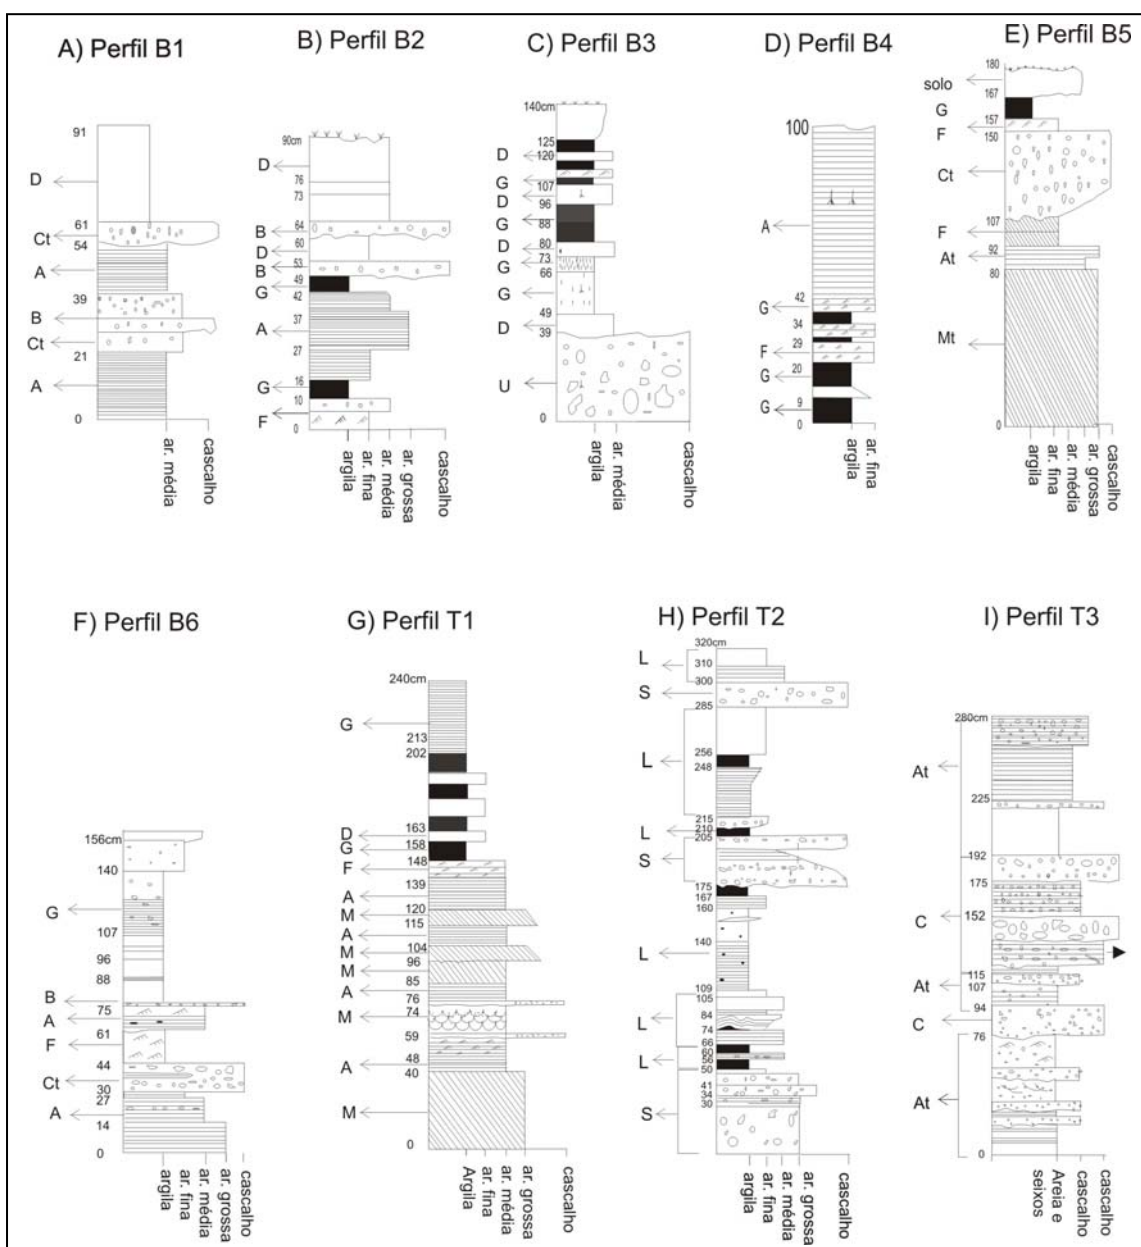 A) Perfil B1
91
D
61
Ct
54
A
39
B
Ct
21
A
0
ar. média
cascalho
B) Perfil B2
90cm
D
76
73
64
B
60
D
53
B
49
G
42
37
A
27
16
G
10
F
0
argila
ar. fina
ar. média
ar. grossa
cascalho
C) Perfil B3
140cm
125
D
120
G
107
D
96
G
88
D
80
73
G
66
G
49
D
39
U
0
argila
ar. média
cascalho
D) Perfil B4
100
A
42
G
34
29
F
20
G
9
G
0
argila
ar. fina
E) Perfil B5
180
solo
167
G
157
F
150
Ct
107
F
92
At
80
Mt
0
argila
ar. fina
ar. média
ar. grossa
cascalho
F) Perfil B6
156cm
140
G
107
96
88
B
75
A
61
F
44
Ct
30
27
A
14
0
argila
ar. fina
ar. média
ar. grossa
cascalho
G) Perfil T1
240cm
G
213
202
163
D
158
G
148
F
139
A
120
M
115
A
104
M
96
M
85
A
76
74
M
59
48
A
40
M
0
Argila
ar. fina
ar. média
ar. grossa
cascalho
H) Perfil T2
320cm
L
310
300
S
285
256
L
248
215
L
210
205
S
175
167
160
140
L
109
105
84
L
74
66
60
L
56
50
41
34
30
S
0
argila
ar. fina
ar. média
ar. grossa
cascalho
I) Perfil T3
280cm
At
225
192
175
C
152
115
At
107
94
C
76
At
0
Areia e
seixos
cascalho
cascalho